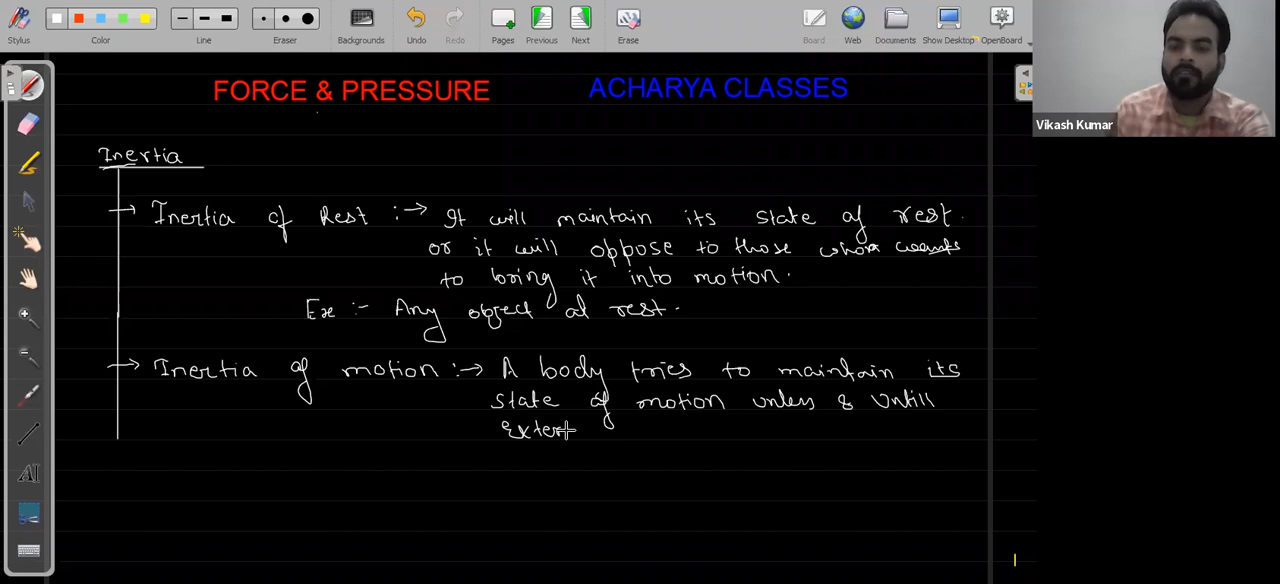 Stylus
Color
Line
Eraser
Backgrounds
Undo
Redo
Pages
Previous
Next
Erase
Board
Web
Documents
Show Desktop
OpenBoard
FORCE & PRESSURE
ACHARYA CLASSES
Vikash Kumar
Inertia
→ Inertia of Rest :→ It will maintain its state of rest.
or it will oppose to those whom wants
to bring it into motion.
Ex :- Any object at rest.
→ Inertia of motion :→ A body tries to maintain its
state of motion unless & Untill
Exter